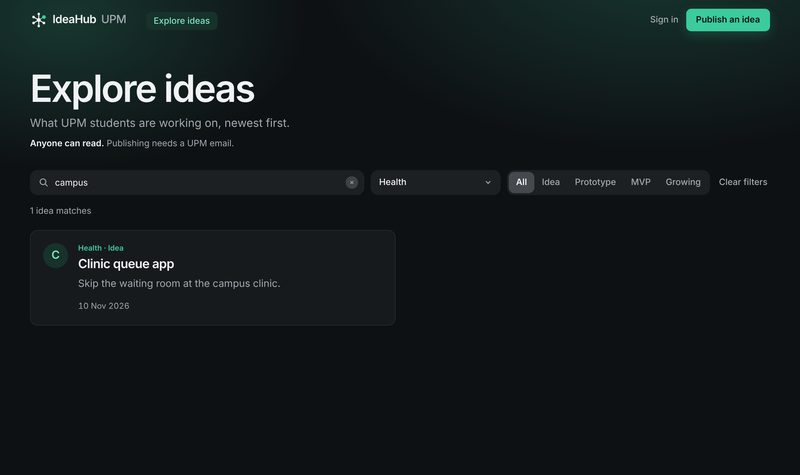 IdeaHub UPM Explore ideas Sign in Publish an idea
Explore ideas
What UPM students are working on, newest first.
Anyone can read. Publishing needs a UPM email.
campus Health All Idea Prototype MVP Growing Clear filters
1 idea matches
C
Health · Idea
Clinic queue app
Skip the waiting room at the campus clinic.
10 Nov 2026